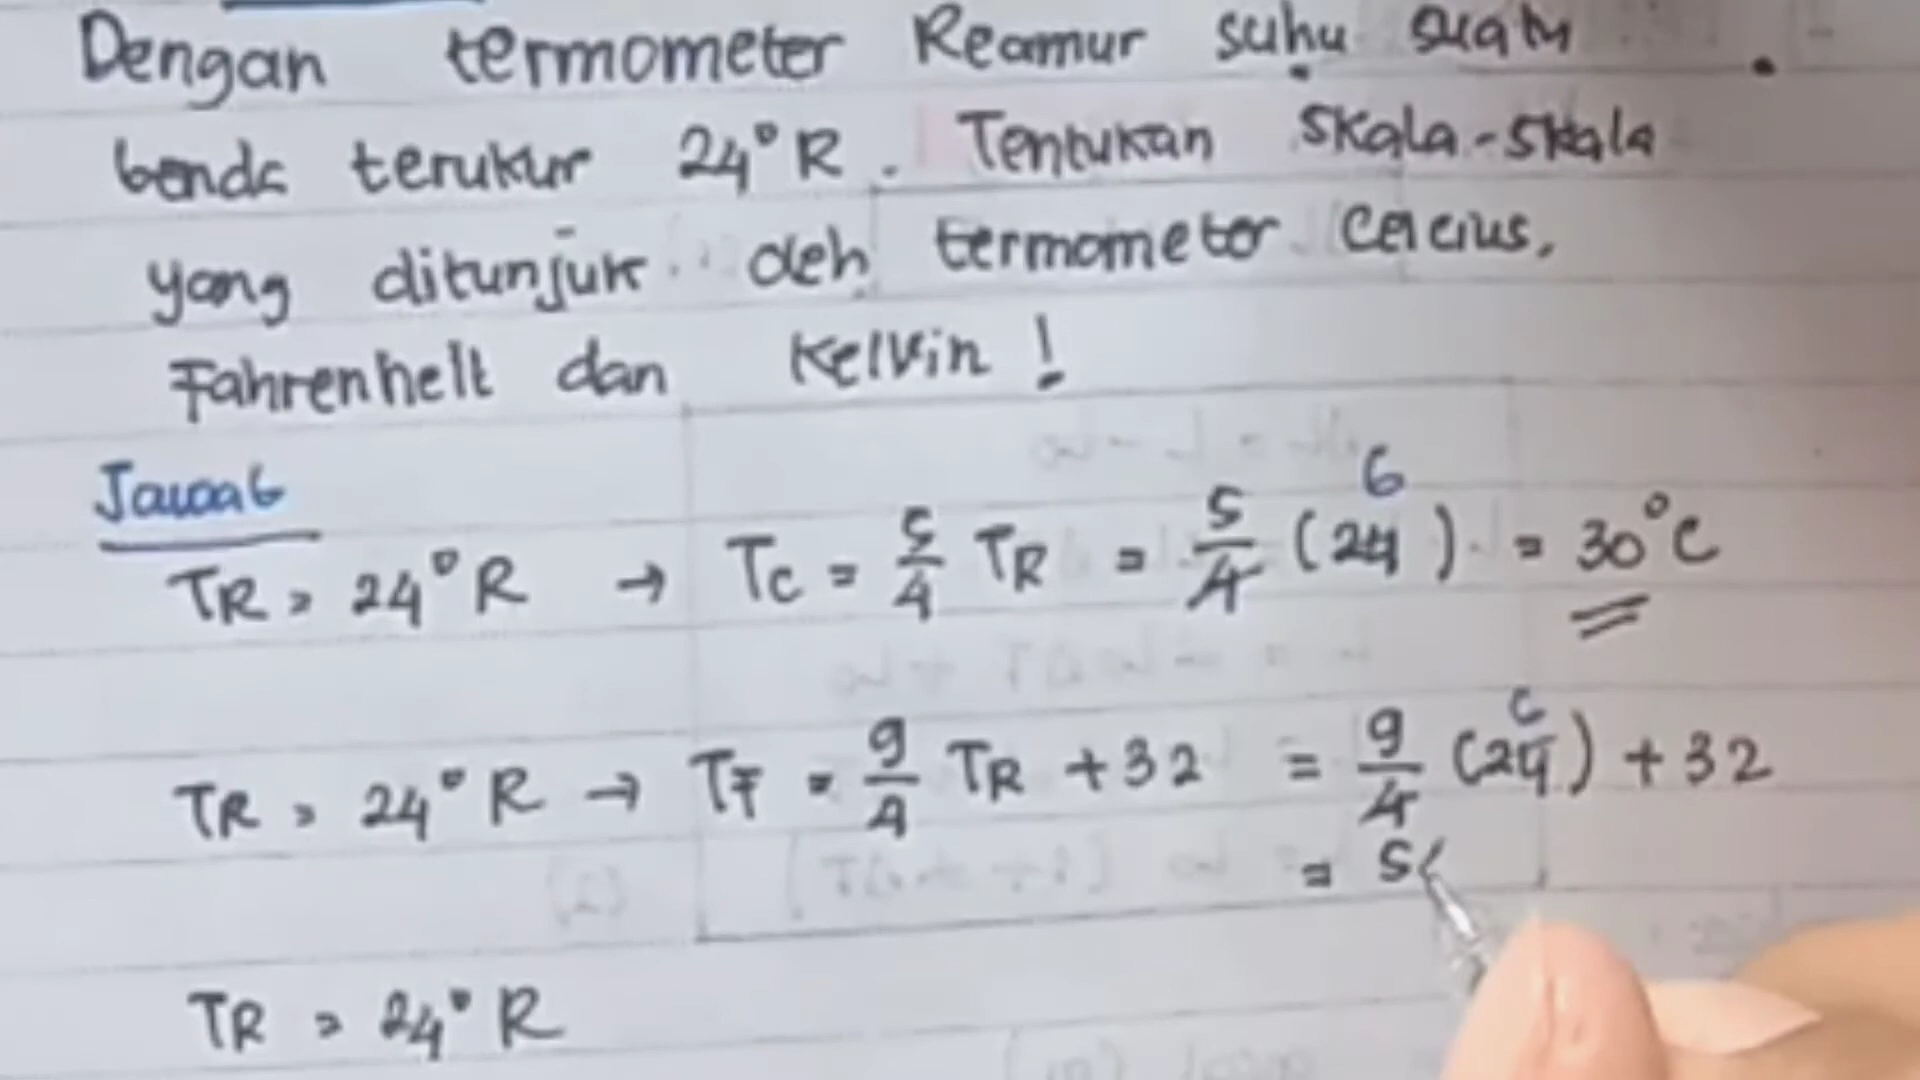 Dengan termometer Reamur suhu suatu
benda terukur 24°R. Tentukan skala-skala
yang ditunjuk oleh termometer Celcius,
Fahrenhelt dan Kelvin!
Jawab
TR = 24°R → TC = 5/4 TR = 5/4 (24) 6 = 30°C
TR = 24°R → TF = 9/4 TR + 32 = 9/4 (24) 6 + 32
= 5
TR = 24°R